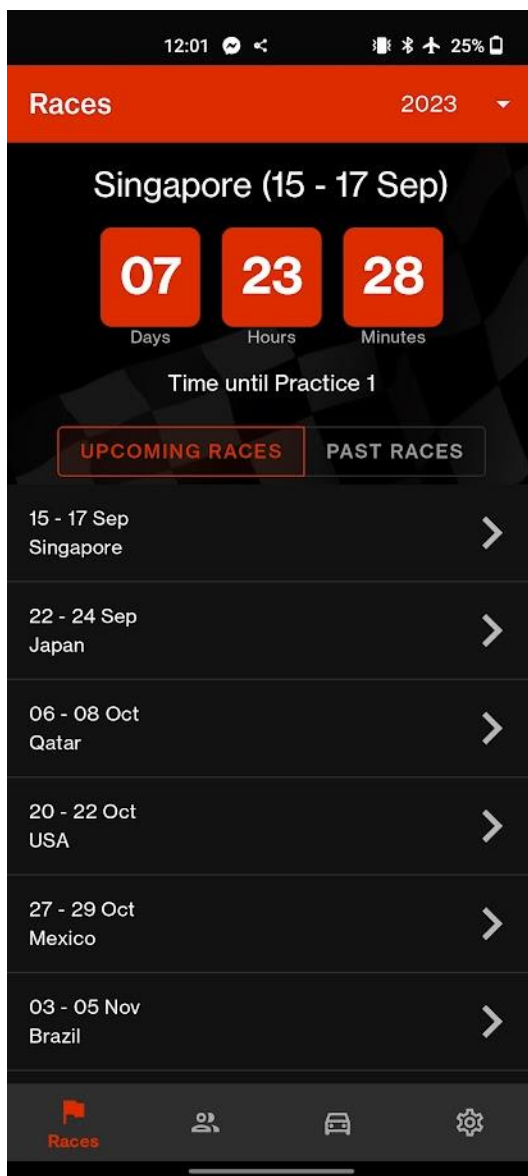 12:01 25%
Races 2023
Singapore (15 - 17 Sep)
07 23 28
Days Hours Minutes
Time until Practice 1
UPCOMING RACES PAST RACES
15 - 17 Sep
Singapore
22 - 24 Sep
Japan
06 - 08 Oct
Qatar
20 - 22 Oct
USA
27 - 29 Oct
Mexico
03 - 05 Nov
Brazil
Races